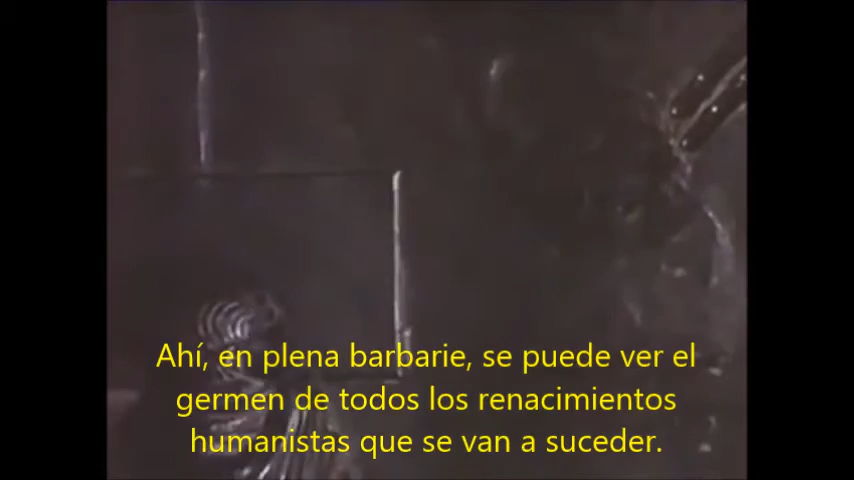 Ahí, en plena barbarie, se puede ver el
germen de todos los renacimientos
humanistas que se van a suceder.